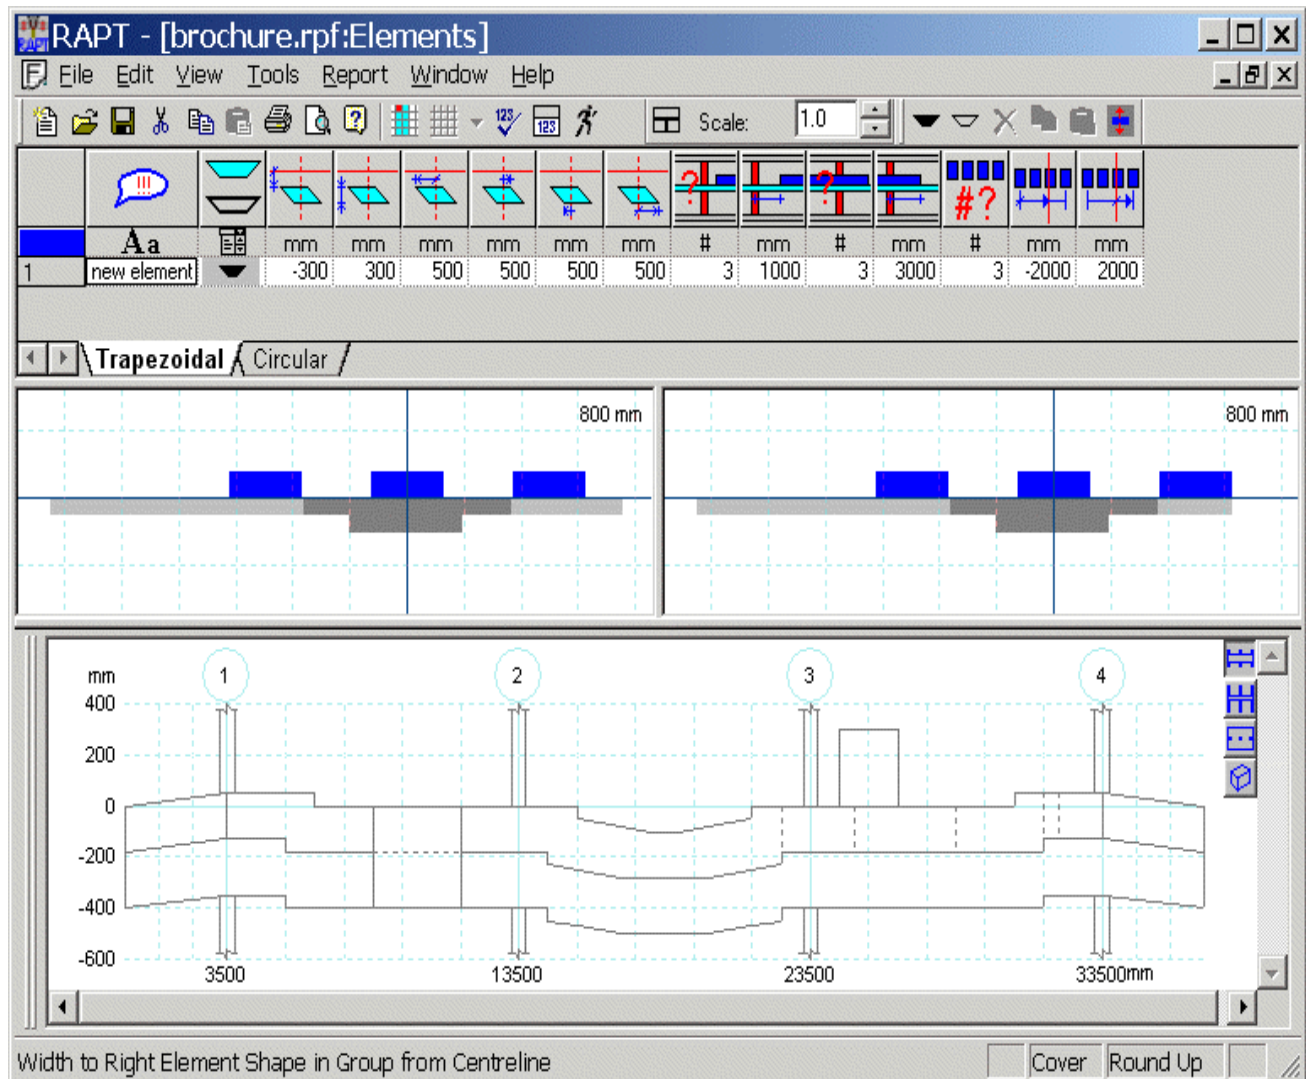 RAPT - [brochure.rpf:Elements]
File Edit View Tools Report Window Help
123 123 Scale: 1.0
!!! ? ? #?
Aa mm mm mm mm mm mm # mm # mm # mm mm
1 new element -300 300 500 500 500 500 3 1000 3 3000 3 -2000 2000
Trapezoidal Circular
800 mm 800 mm
1 2 3 4
mm
400
200
0
-200
-400
-600
3500 13500 23500 33500mm
Width to Right Element Shape in Group from Centreline Cover Round Up